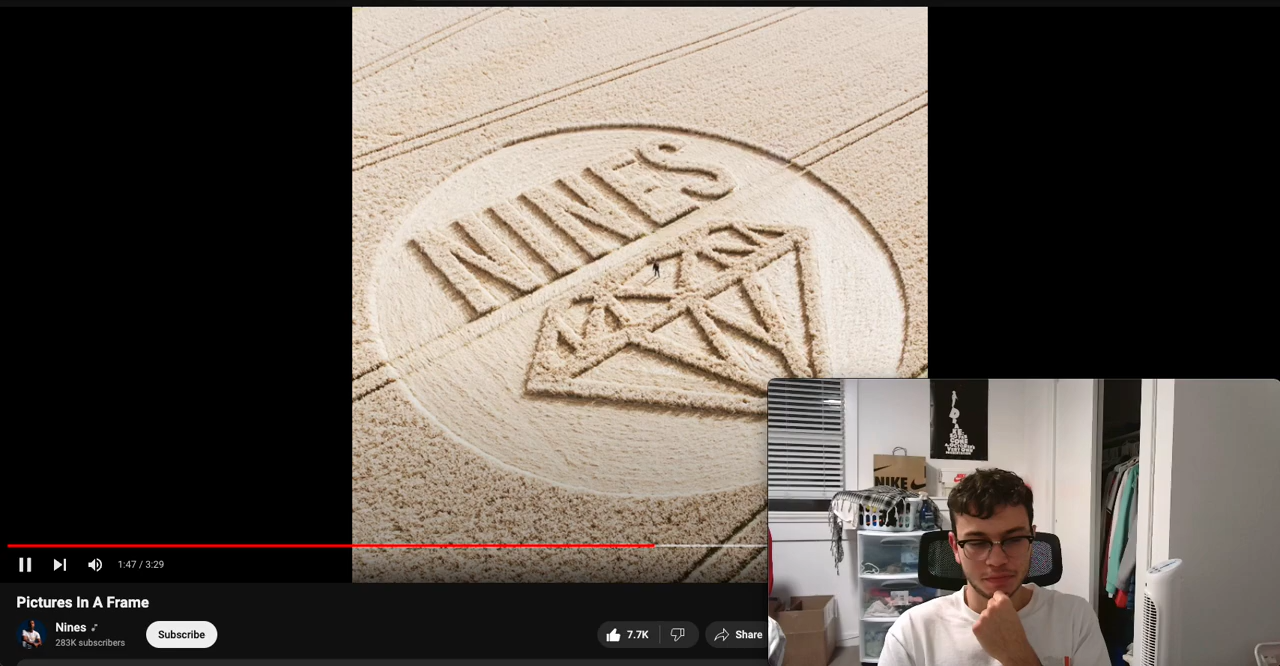 NINES
1:47 / 3:29
Pictures In A Frame
Nines
283K subscribers
Subscribe
7.7K
Share
NIKE